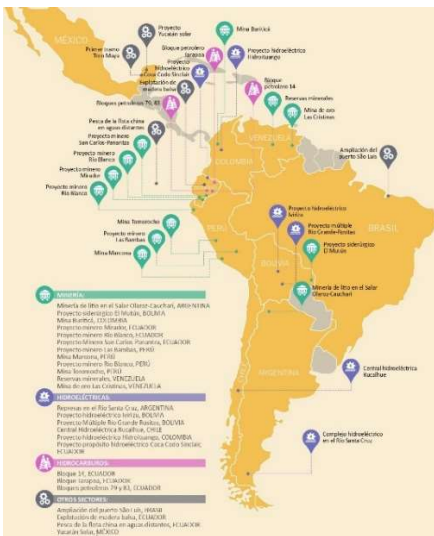 MÉXICO
Proyecto
Yucatán solar
Primer tramo
Tren Maya
Bloque petrolero
Tarapoa
Mina Buriticá
Proyecto
hidroeléctrico
Coca Codo Sinclair
Proyecto hidroeléctrico
Hidroituango
Explotación de
madera balsa
Bloques petroleros 79, 83
Bloque
petrolero 14
Reservas minerales
Mina de oro
Las Cristinas
Pesca de la flota china
en aguas distantes
Proyecto minero
San Carlos Panantza
Proyecto minero
Río Blanco
Proyecto minero
Mirador
Proyecto minero
Río Blanco
VENEZUELA
COLOMBIA
Ampliación del
puerto São Luis
Mina Toromocho
Proyecto minero
Las Bambas
Mina Marcona
PERÚ
BRASIL
Proyecto hidroeléctrico
Ivirizu
Proyecto múltiple
Río Grande-Rositas
Proyecto siderúrgico
El Mutún
BOLIVIA
Minería de litio en el Salar
Olaroz-Cauchari
ARGENTINA
Central hidroeléctrica
Rucalhue
Complejo hidroeléctrico
en el Río Santa Cruz
MINERÍA:
Minería de litio en el Salar Olaroz-Cauchari, ARGENTINA
Proyecto siderúrgico El Mutún, BOLIVIA
Mina Buriticá, COLOMBIA
Proyecto minero Mirador, ECUADOR
Proyecto minero Río Blanco, ECUADOR
Proyecto Minero San Carlos Panantza, ECUADOR
Proyecto minero Las Bambas, PERÚ
Mina Marcona, PERÚ
Proyecto minero Río Blanco, PERÚ
Mina Toromocho, PERÚ
Reservas minerales, VENEZUELA
Mina de oro Las Cristinas, VENEZUELA
HIDROELÉCTRICAS:
Represas en el Río Santa Cruz, ARGENTINA
Proyecto hidroeléctrico Ivirizu, BOLIVIA
Proyecto Múltiple Río Grande Rositas, BOLIVIA
Central Hidroeléctrica Rucalhue, CHILE
Proyecto hidroeléctrico Hidroituango, COLOMBIA
Proyecto propósito hidroeléctrico Coca Codo Sinclair,
ECUADOR
HIDROCARBUROS:
Bloque 14, ECUADOR
Bloque Tarapoa, ECUADOR
Bloques petroleros 79 y 83, ECUADOR
OTROS SECTORES:
Ampliación del puerto São Luís, BRASIL
Explotación de madera balsa, ECUADOR
Pesca de la flota china en aguas distantes, ECUADOR
Yucatán Solar, MÉXICO